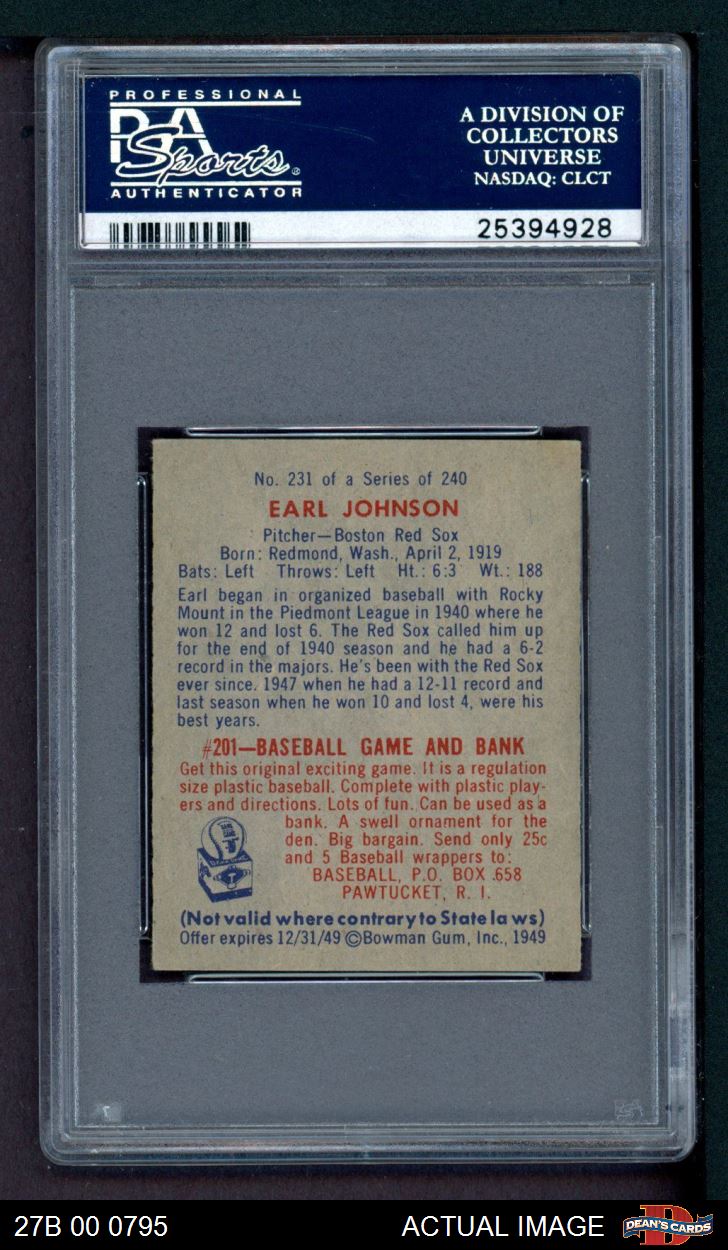 PROFESSIONAL
PSA
Sports
AUTHENTICATOR
A DIVISION OF
COLLECTORS
UNIVERSE
NASDAQ: CLCT
25394928
No. 231 of a Series of 240
EARL JOHNSON
Pitcher—Boston Red Sox
Born: Redmond, Wash., April 2, 1919
Bats: Left Throws: Left Ht.: 6:3 Wt.: 188
Earl began in organized baseball with Rocky
Mount in the Piedmont League in 1940 where he
won 12 and lost 6. The Red Sox called him up
for the end of 1940 season and he had a 6-2
record in the majors. He's been with the Red Sox
ever since. 1947 when he had a 12-11 record and
last season when he won 10 and lost 4, were his
best years.
#201—BASEBALL GAME AND BANK
Get this original exciting game. It is a regulation
size plastic baseball. Complete with plastic play-
ers and directions. Lots of fun. Can be used as a
bank. A swell ornament for the
den. Big bargain. Send only 25c
and 5 Baseball wrappers to:
BASEBALL, P.O. BOX 658
PAWTUCKET, R. I.
(Not valid where contrary to State laws)
Offer expires 12/31/49 ©Bowman Gum, Inc., 1949
27B 00 0795
ACTUAL IMAGE
DEAN'S CARDS